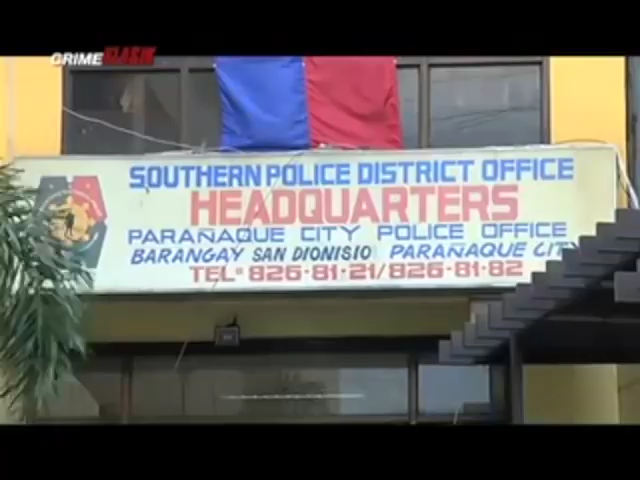 CRIME KLASIK
SOUTHERN POLICE DISTRICT OFFICE
HEADQUARTERS
PARAÑAQUE CITY POLICE OFFICE
BARANGAY SAN DIONISIO PARAÑAQUE CITY
TEL# 826-81-21/826-81-82